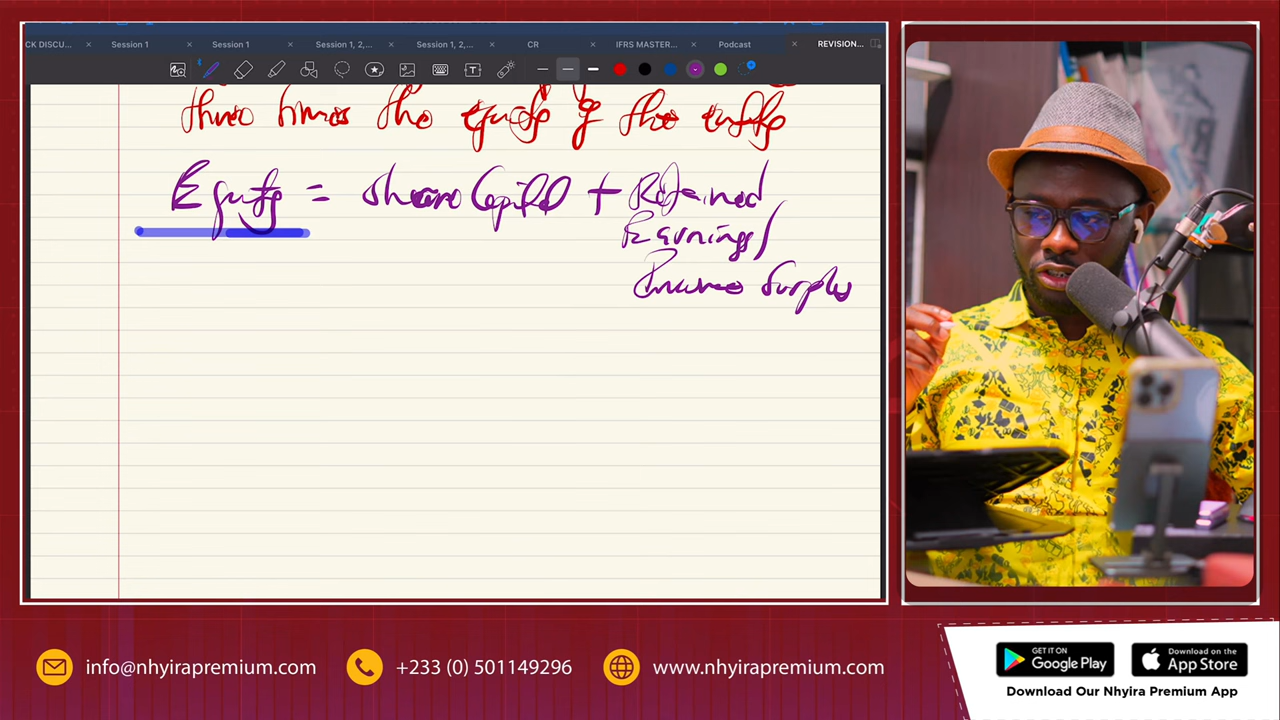 CK DISCU... Session 1 Session 1 Session 1, 2,... Session 1, 2,... CR IFRS MASTER... Podcast REVISION...
three times the equity of the entity
Equity = share Capital + Retained
Earnings/
Income Surplus
info@nhyirapremium.com +233 (0) 501149296 www.nhyirapremium.com
GET IT ON
Google Play
Download on the
App Store
Download Our Nhyira Premium App